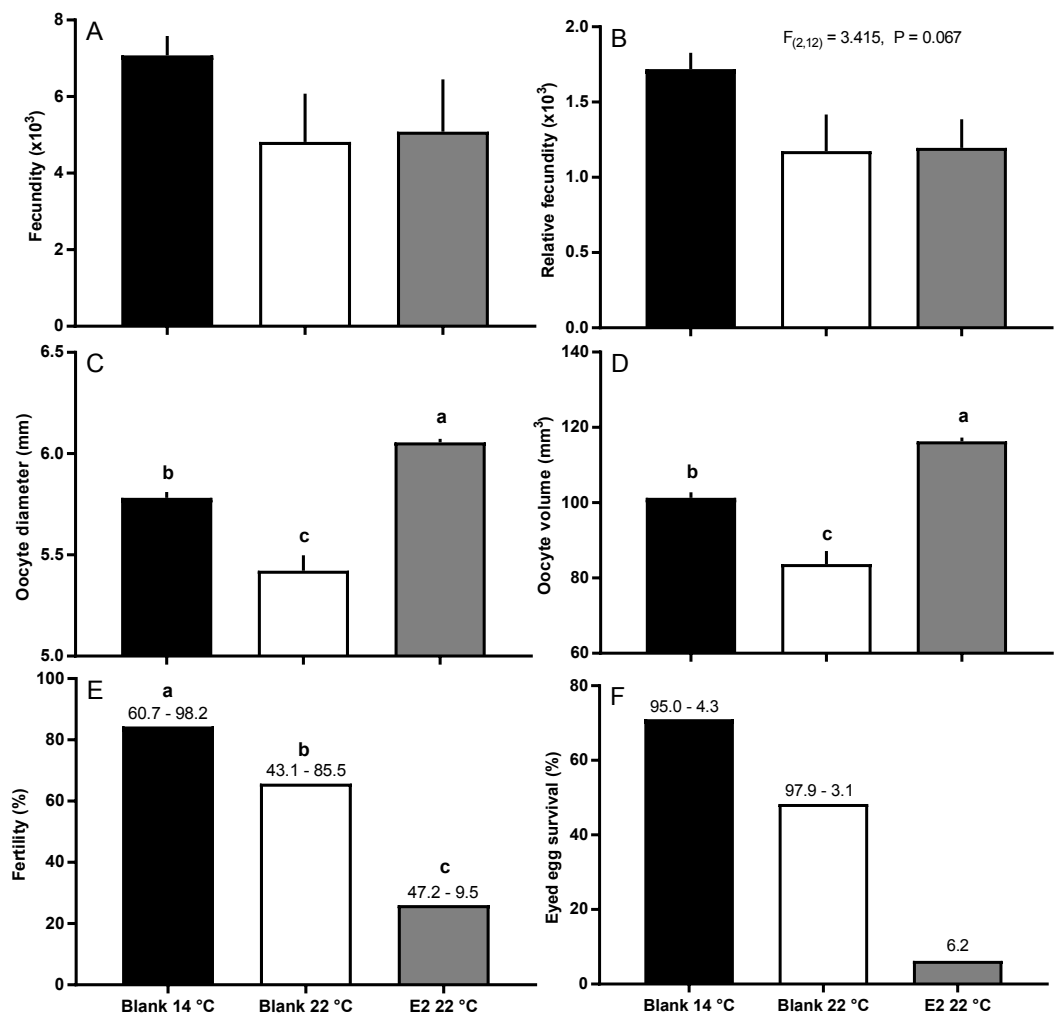 A
Fecundity (x10³)
8
6
4
2
0
B
F(2,12) = 3.415, P = 0.067
Relative fecundity (x10³)
2.0
1.5
1.0
0.5
0.0
C
Oocyte diameter (mm)
6.5
6.0
5.5
5.0
b
c
a
D
Oocyte volume (mm³)
140
120
100
80
60
b
c
a
E
Fertility (%)
100
80
60
40
20
0
a
60.7 - 98.2
b
43.1 - 85.5
c
47.2 - 9.5
Blank 14 °C
Blank 22 °C
E2 22 °C
F
Eyed egg survival (%)
80
60
40
20
0
95.0 - 4.3
97.9 - 3.1
6.2
Blank 14 °C
Blank 22 °C
E2 22 °C